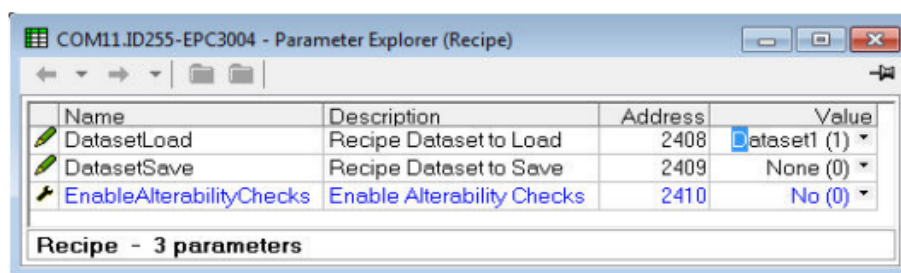 COM11.ID255-EPC3004 - Parameter Explorer (Recipe)
Name Description Address Value
DatasetLoad Recipe Dataset to Load 2408 Dataset1 (1)
DatasetSave Recipe Dataset to Save 2409 None (0)
EnableAlterabilityChecks Enable Alterability Checks 2410 No (0)
Recipe - 3 parameters